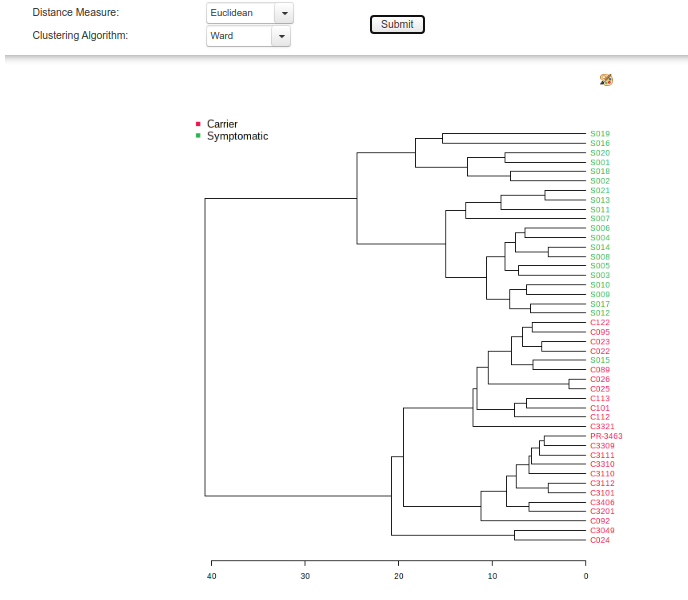 Distance Measure: Euclidean
Clustering Algorithm: Ward
Submit
Carrier
Symptomatic
S019
S016
S020
S001
S018
S002
S021
S013
S011
S007
S006
S004
S014
S008
S005
S003
S010
S009
S017
S012
C122
C095
C023
C022
S015
C089
C026
C025
C113
C101
C112
C3321
PR-3463
C3309
C3111
C3310
C3110
C3112
C3101
C3406
C3201
C092
C3049
C024
40 30 20 10 0